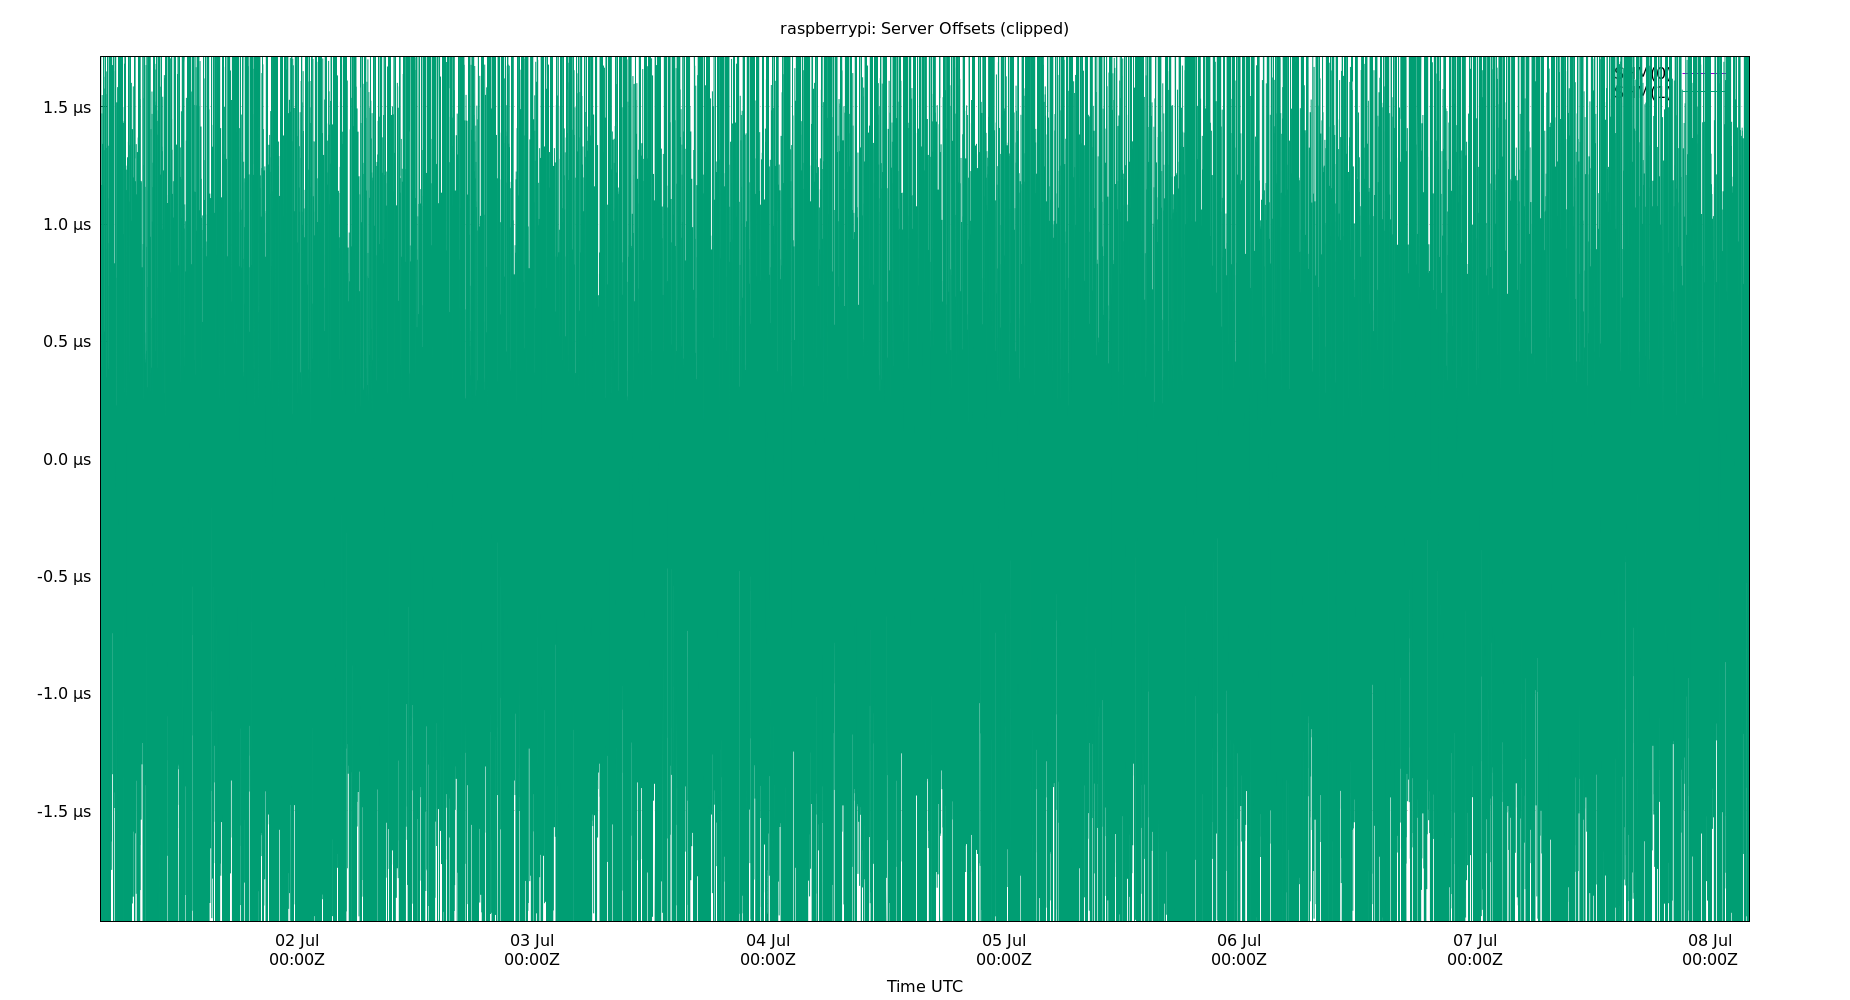 raspberrypi: Server Offsets (clipped)
1.5 µs
1.0 µs
0.5 µs
0.0 µs
-0.5 µs
-1.0 µs
-1.5 µs
02 Jul 00:00Z
03 Jul 00:00Z
04 Jul 00:00Z
05 Jul 00:00Z
06 Jul 00:00Z
07 Jul 00:00Z
08 Jul 00:00Z
Time UTC